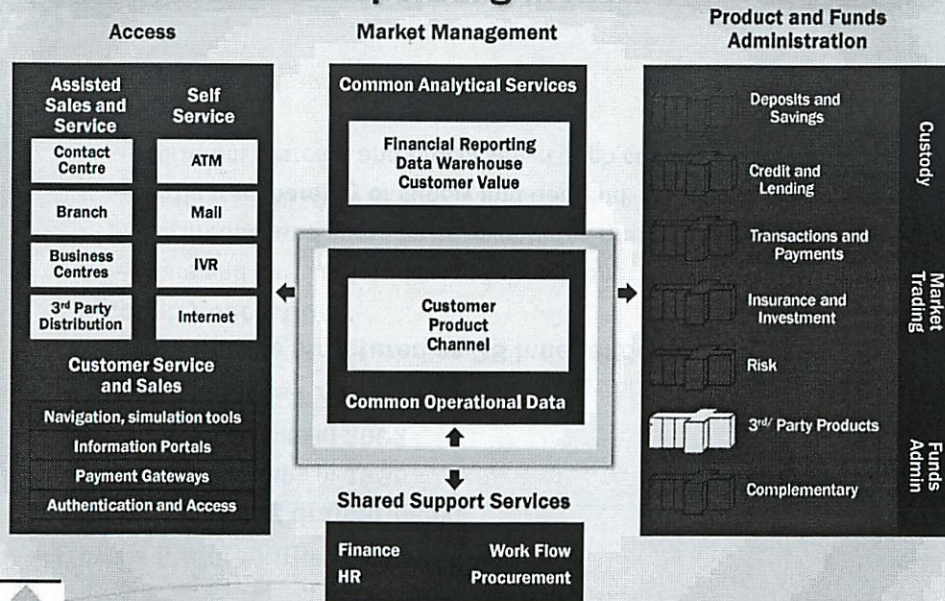 Access
Assisted
Sales and
Service
Self
Service
Contact
Centre
ATM
Branch
Mail
Business
Centres
IVR
3rd Party
Distribution
Internet
Customer Service
and Sales
Navigation, simulation tools
Information Portals
Payment Gateways
Authentication and Access
Market Management
Common Analytical Services
Financial Reporting
Data Warehouse
Customer Value
Customer
Product
Channel
Common Operational Data
Shared Support Services
Finance
Work Flow
HR
Procurement
Product and Funds
Administration
Deposits and
Savings
Credit and
Lending
Transactions and
Payments
Insurance and
Investment
Risk
3rd/ Party Products
Complementary
Custody
Market
Trading
Funds
Admin